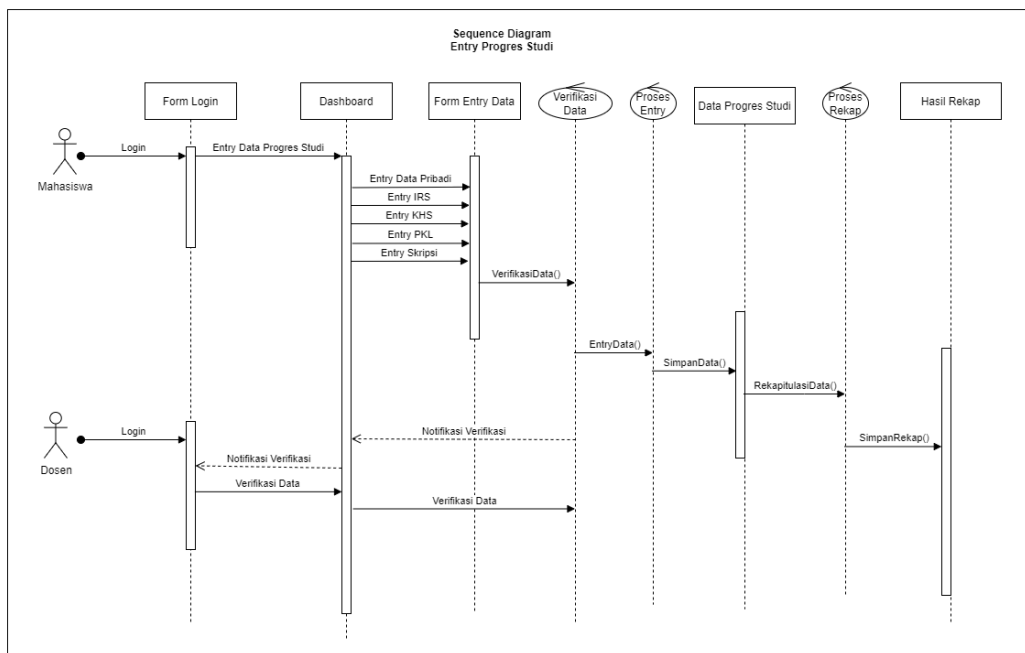 Sequence Diagram
Entry Progres Studi
Form Login
Dashboard
Form Entry Data
Verifikasi
Data
Proses
Entry
Data Progres Studi
Proses
Rekap
Hasil Rekap
Mahasiswa
Login
Entry Data Progres Studi
Entry Data Pribadi
Entry IRS
Entry KHS
Entry PKL
Entry Skripsi
VerifikasiData()
EntryData()
SimpanData()
RekapitulasiData()
Dosen
Login
Notifikasi Verifikasi
SimpanRekap()
Notifikasi Verifikasi
Verifikasi Data
Verifikasi Data